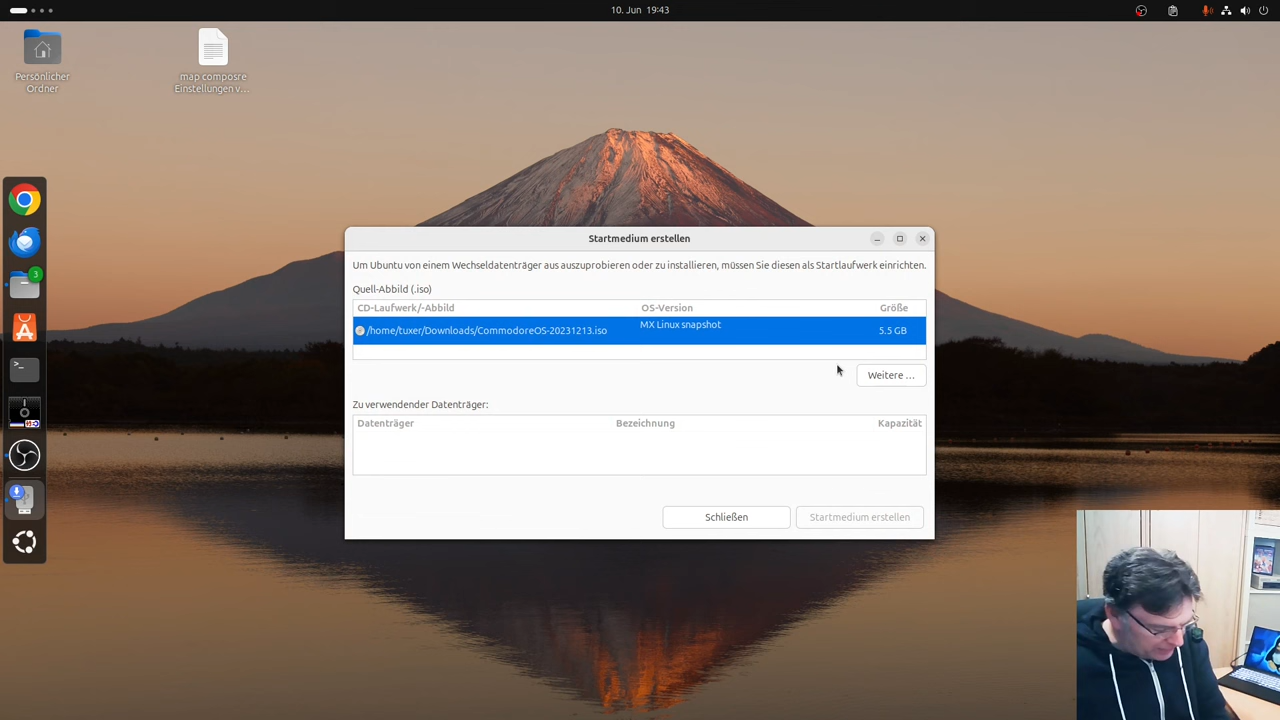 10. Jun 19:43
Persönlicher
Ordner
map composre
Einstellungen v...
3
Startmedium erstellen
Um Ubuntu von einem Wechseldatenträger aus auszuprobieren oder zu installieren, müssen Sie diesen als Startlaufwerk einrichten.
Quell-Abbild (.iso)
CD-Laufwerk/-Abbild OS-Version Größe
/home/tuxer/Downloads/CommodoreOS-20231213.iso MX Linux snapshot 5.5 GB
Weitere ...
Zu verwendender Datenträger:
Datenträger Bezeichnung Kapazität
Schließen Startmedium erstellen